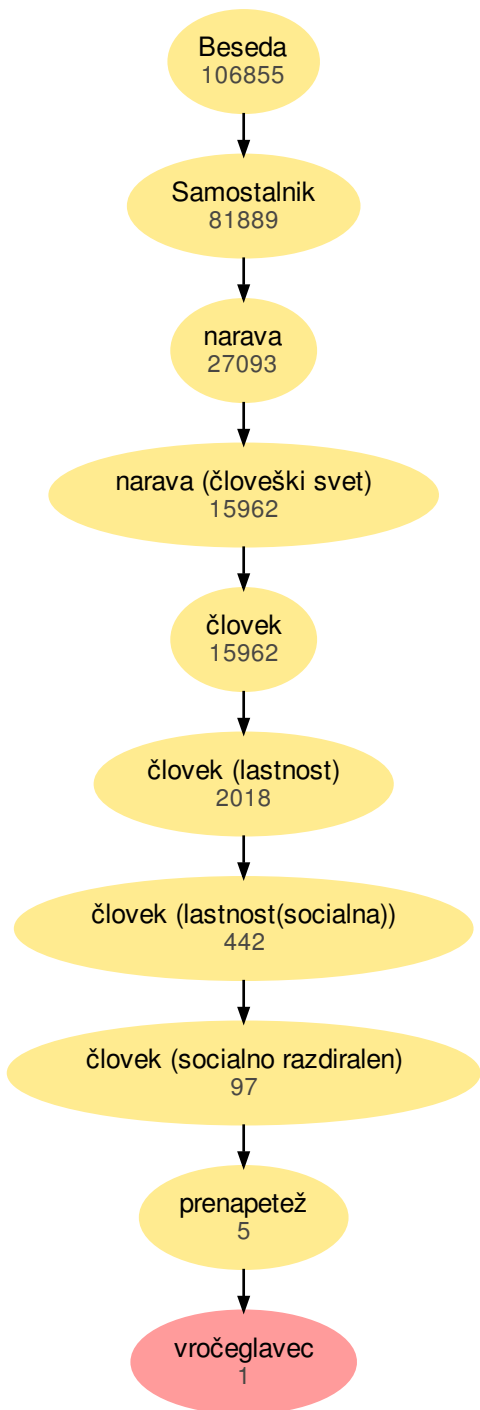 Beseda
106855
Samostalnik
81889
narava
27093
narava (človeški svet)
15962
človek
15962
človek (lastnost)
2018
človek (lastnost(socialna))
442
človek (socialno razdiralen)
97
prenapetež
5
vročeglavec
1